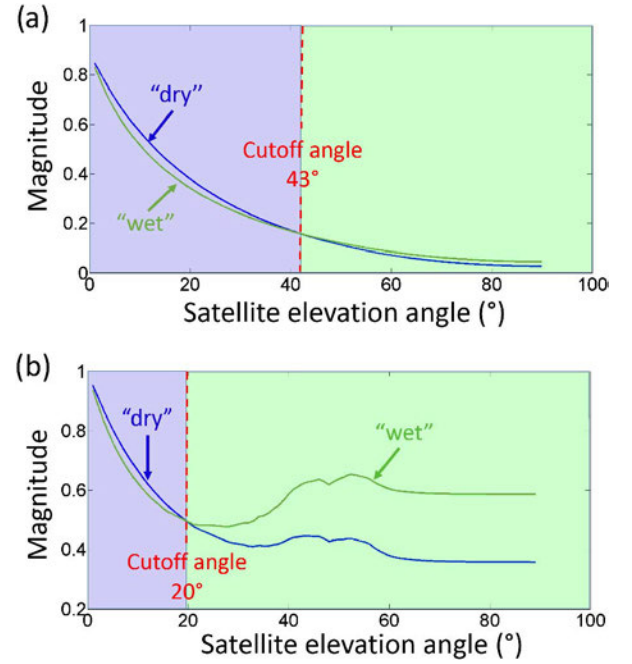 (a)
1
0.8
0.6
0.4
0.2
0
Magnitude
"dry"
"wet"
Cutoff angle
43°
0 20 40 60 80 100
Satellite elevation angle (°)
(b)
1
0.8
0.6
0.4
0.2
Magnitude
"dry"
"wet"
Cutoff angle
20°
0 20 40 60 80 100
Satellite elevation angle (°)